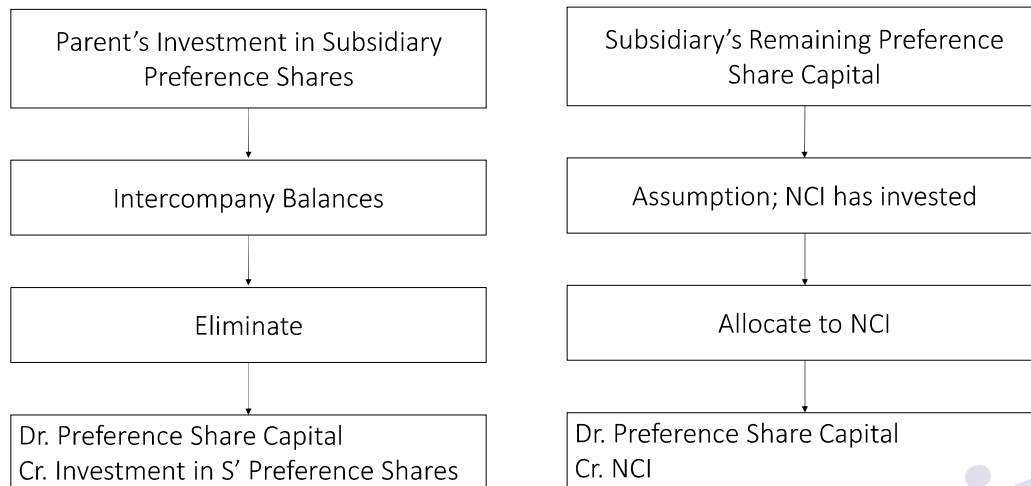 Parent’s Investment in Subsidiary
Preference Shares
Intercompany Balances
Eliminate
Dr. Preference Share Capital
Cr. Investment in S’ Preference Shares
Subsidiary’s Remaining Preference
Share Capital
Assumption; NCI has invested
Allocate to NCI
Dr. Preference Share Capital
Cr. NCI